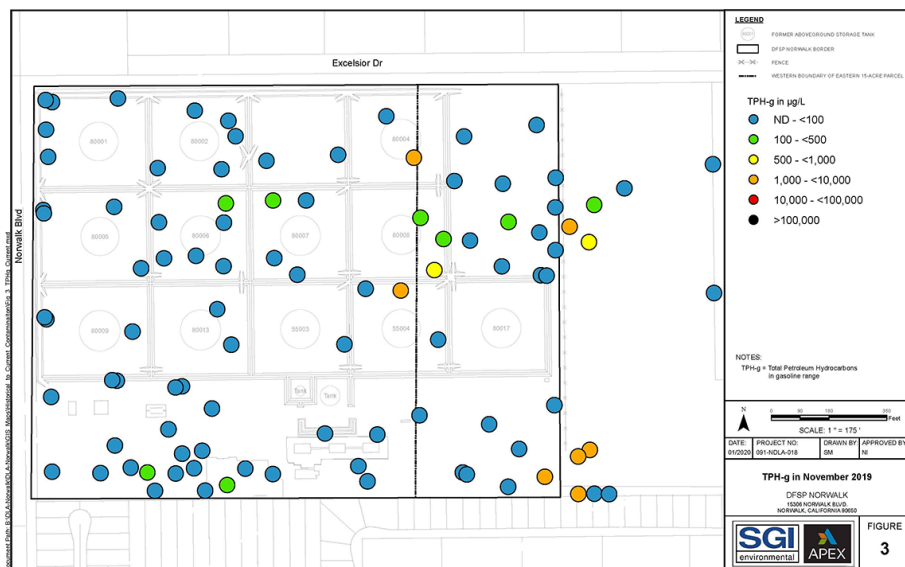 Excelsior Dr
Norwalk Blvd
80001
80002
80004
80005
80006
80007
80008
80009
80013
55003
55004
80017
Tank
Tank
LEGEND
FORMER ABOVEGROUND STORAGE TANK
DFSP NORWALK BORDER
FENCE
WESTERN BOUNDARY OF EASTERN 15-ACRE PARCEL
TPH-g in µg/L
ND - <100
100 - <500
500 - <1,000
1,000 - <10,000
10,000 - <100,000
>100,000
NOTES:
TPH-g = Total Petroleum Hydrocarbons
in gasoline range
N
Feet
SCALE: 1 " = 175 '
DATE: PROJECT NO: DRAWN BY: APPROVED BY:
01/2020 091-NDLA-018 SM NI
TPH-g in November 2019
DFSP NORWALK
15306 NORWALK BLVD.
NORWALK, CALIFORNIA 90650
SGI
environmental
APEX
FIGURE
3